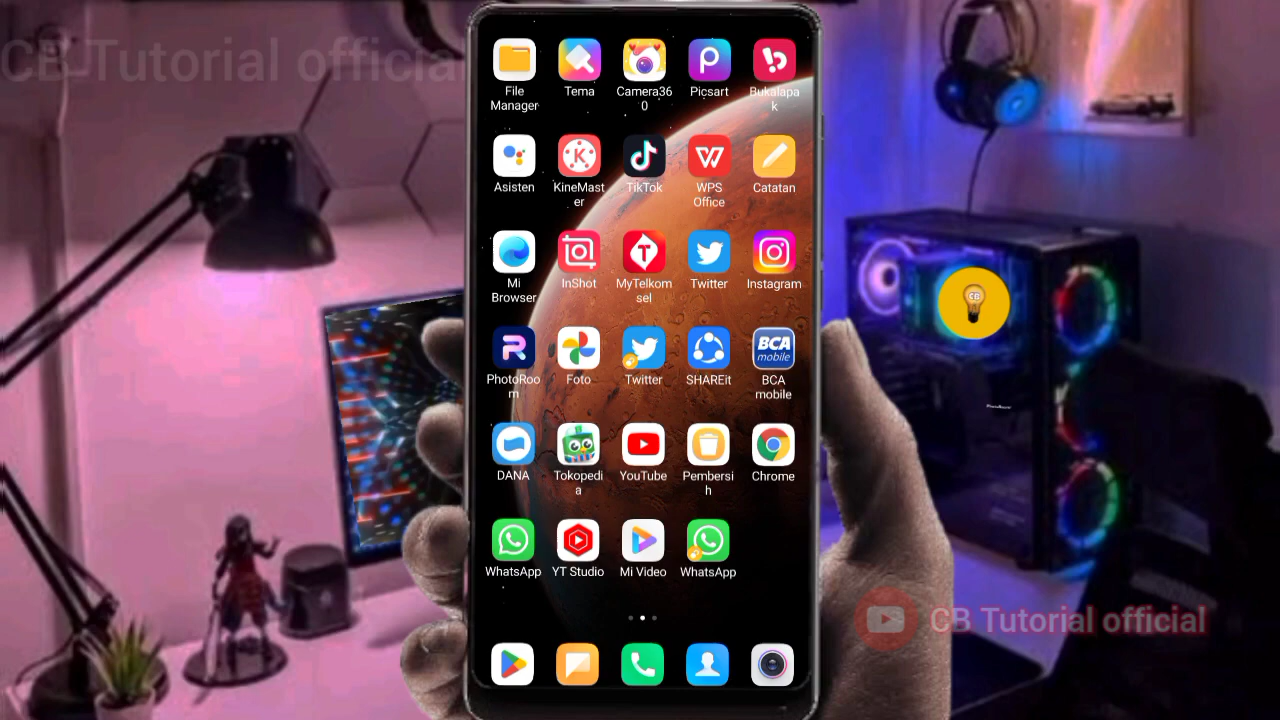 CB Tutorial official
File
Manager
Tema
Camera36
0
Picsart
Bukalapa
k
Asisten
KineMast
er
TikTok
WPS
Office
Catatan
Mi
Browser
InShot
MyTelkom
sel
Twitter
Instagram
PhotoRoo
m
Foto
Twitter
SHAREit
BCA
mobile
BCA
mobile
DANA
Tokopedi
a
YouTube
Pembersi
h
Chrome
WhatsApp
YT Studio
Mi Video
WhatsApp
CB
CB Tutorial official